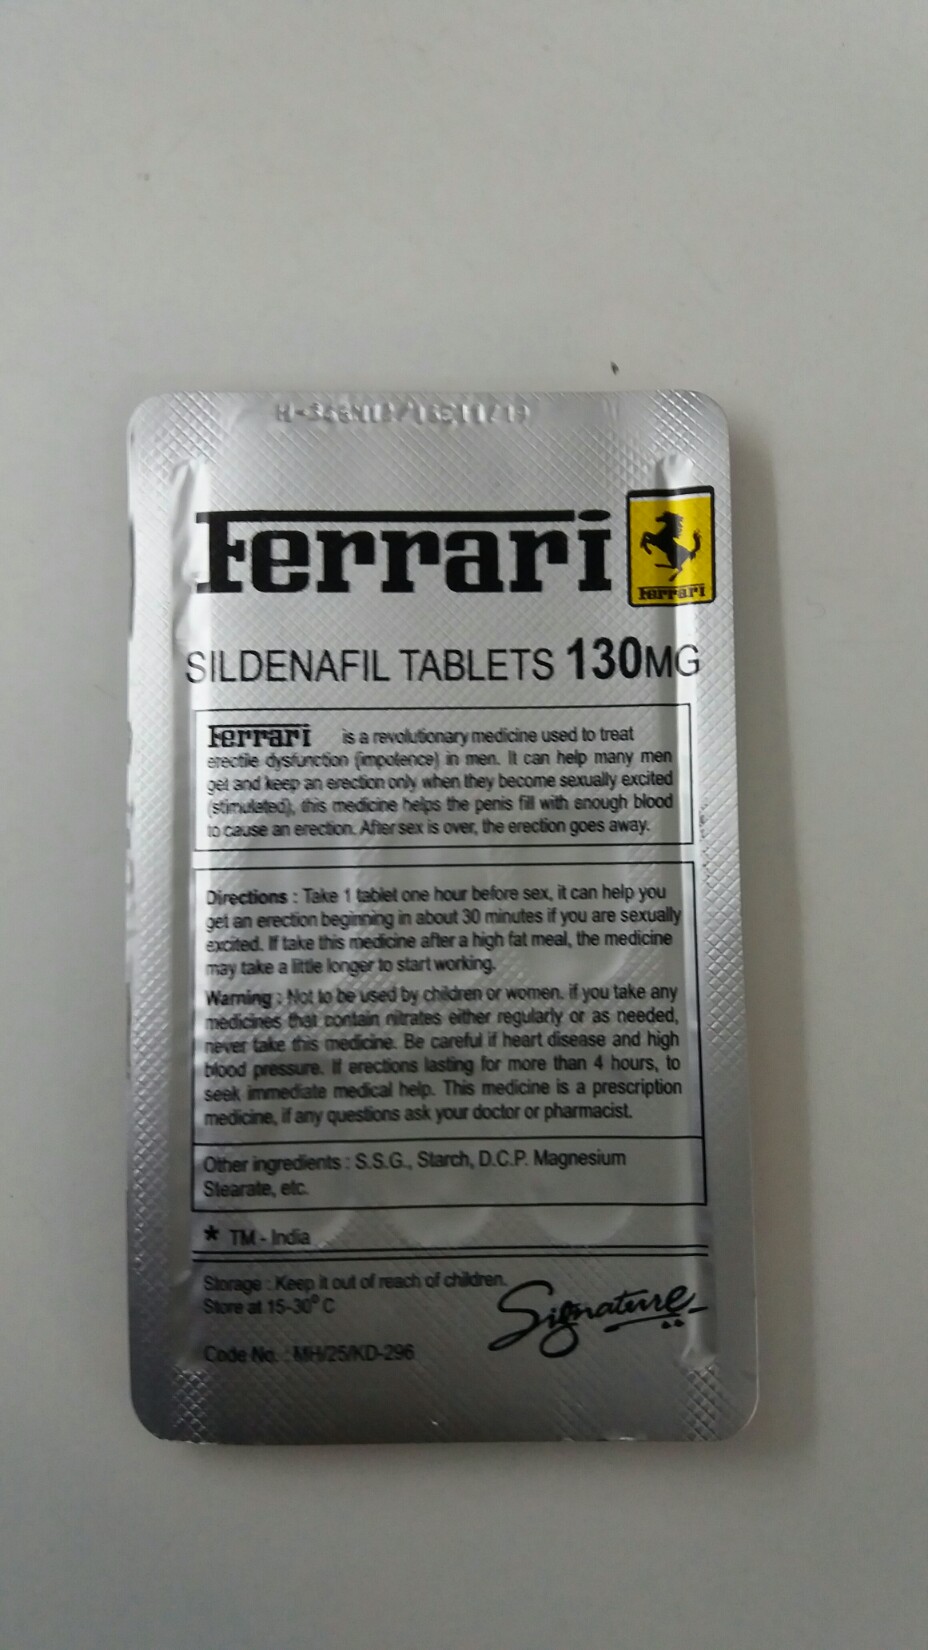 Ferrari
Ferrari
SILDENAFIL TABLETS 130MG
Ferrari is a revolutionary medicine used to treat
erectile dysfunction (impotence) in men. It can help many men
get and keep an erection only when they become sexually excited
(stimulated), this medicine helps the penis fill with enough blood
to cause an erection. After sex is over, the erection goes away.
Directions : Take 1 tablet one hour before sex, it can help you
get an erection beginning in about 30 minutes if you are sexually
excited. If take this medicine after a high fat meal, the medicine
may take a little longer to start working.
Warning : Not to be used by children or women. if you take any
medicines that contain nitrates either regularly or as needed,
never take this medicine. Be careful if heart disease and high
blood pressure. If erections lasting for more than 4 hours, to
seek immediate medical help. This medicine is a prescription
medicine, if any questions ask your doctor or pharmacist.
Other ingredients : S.S.G., Starch, D.C.P. Magnesium
Stearate, etc.
* TM - India
Storage : Keep it out of reach of children.
Store at 15-30° C
Signature
Code No. : MH/25/KD-296